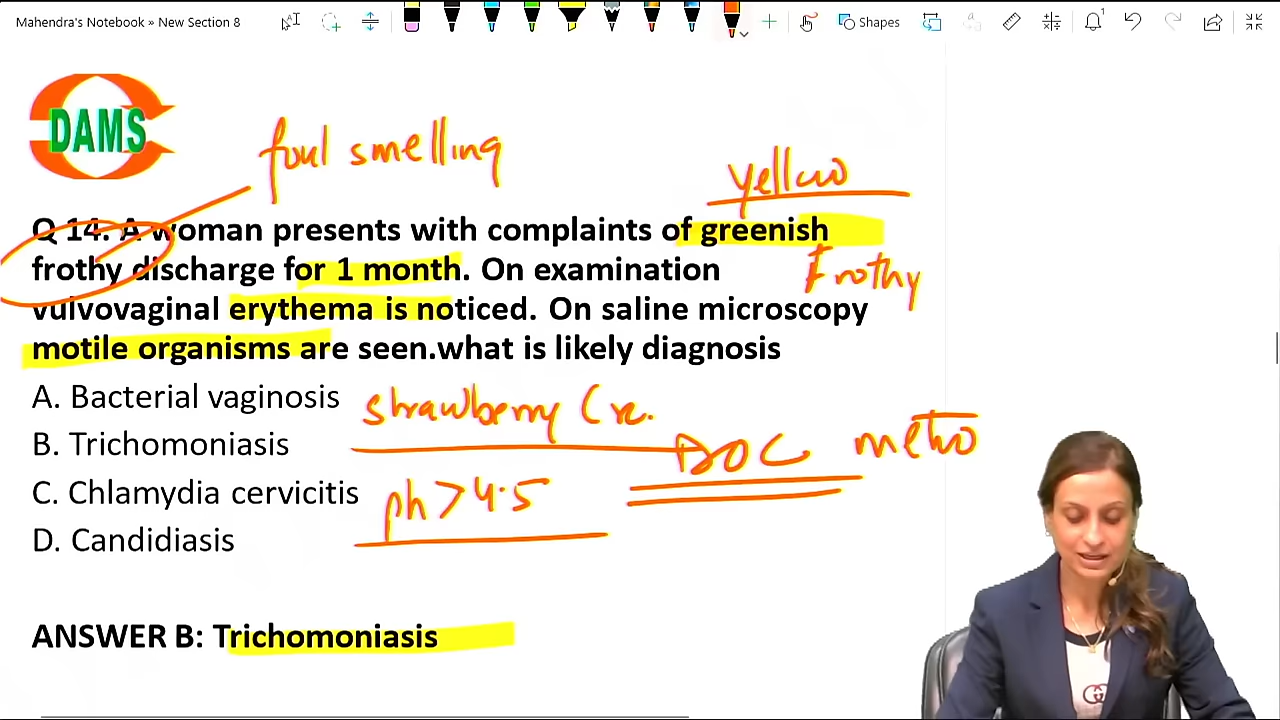 Mahendra's Notebook » New Section 8
Shapes
1
DAMS
foul smelling
yellow
Q 14. A woman presents with complaints of greenish
frothy discharge for 1 month. On examination
Frothy
vulvovaginal erythema is noticed. On saline microscopy
motile organisms are seen.what is likely diagnosis
A. Bacterial vaginosis
strawberry Cx.
B. Trichomoniasis
DOC metro
C. Chlamydia cervicitis
ph > 4.5
D. Candidiasis
ANSWER B: Trichomoniasis